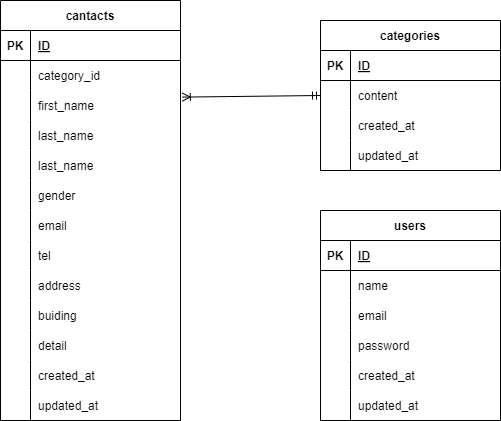 cantacts
PK ID
category_id
first_name
last_name
last_name
gender
email
tel
address
buiding
detail
created_at
updated_at
categories
PK ID
content
created_at
updated_at
users
PK ID
name
email
password
created_at
updated_at